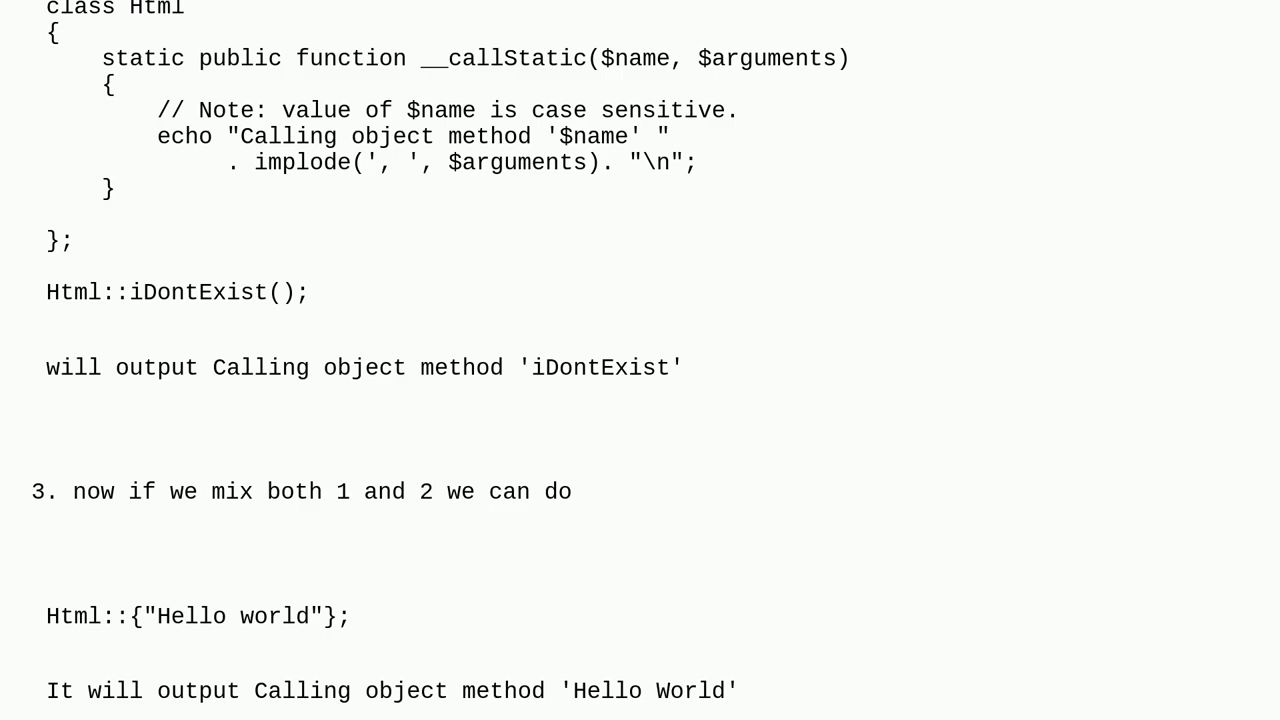 class Html
{
    static public function __callStatic($name, $arguments)
    {
        // Note: value of $name is case sensitive.
        echo "Calling object method '$name' "
             . implode(', ', $arguments). "\n";
    }
};
Html::iDontExist();
will output Calling object method 'iDontExist'
3. now if we mix both 1 and 2 we can do
Html::{"Hello world"};
It will output Calling object method 'Hello World'